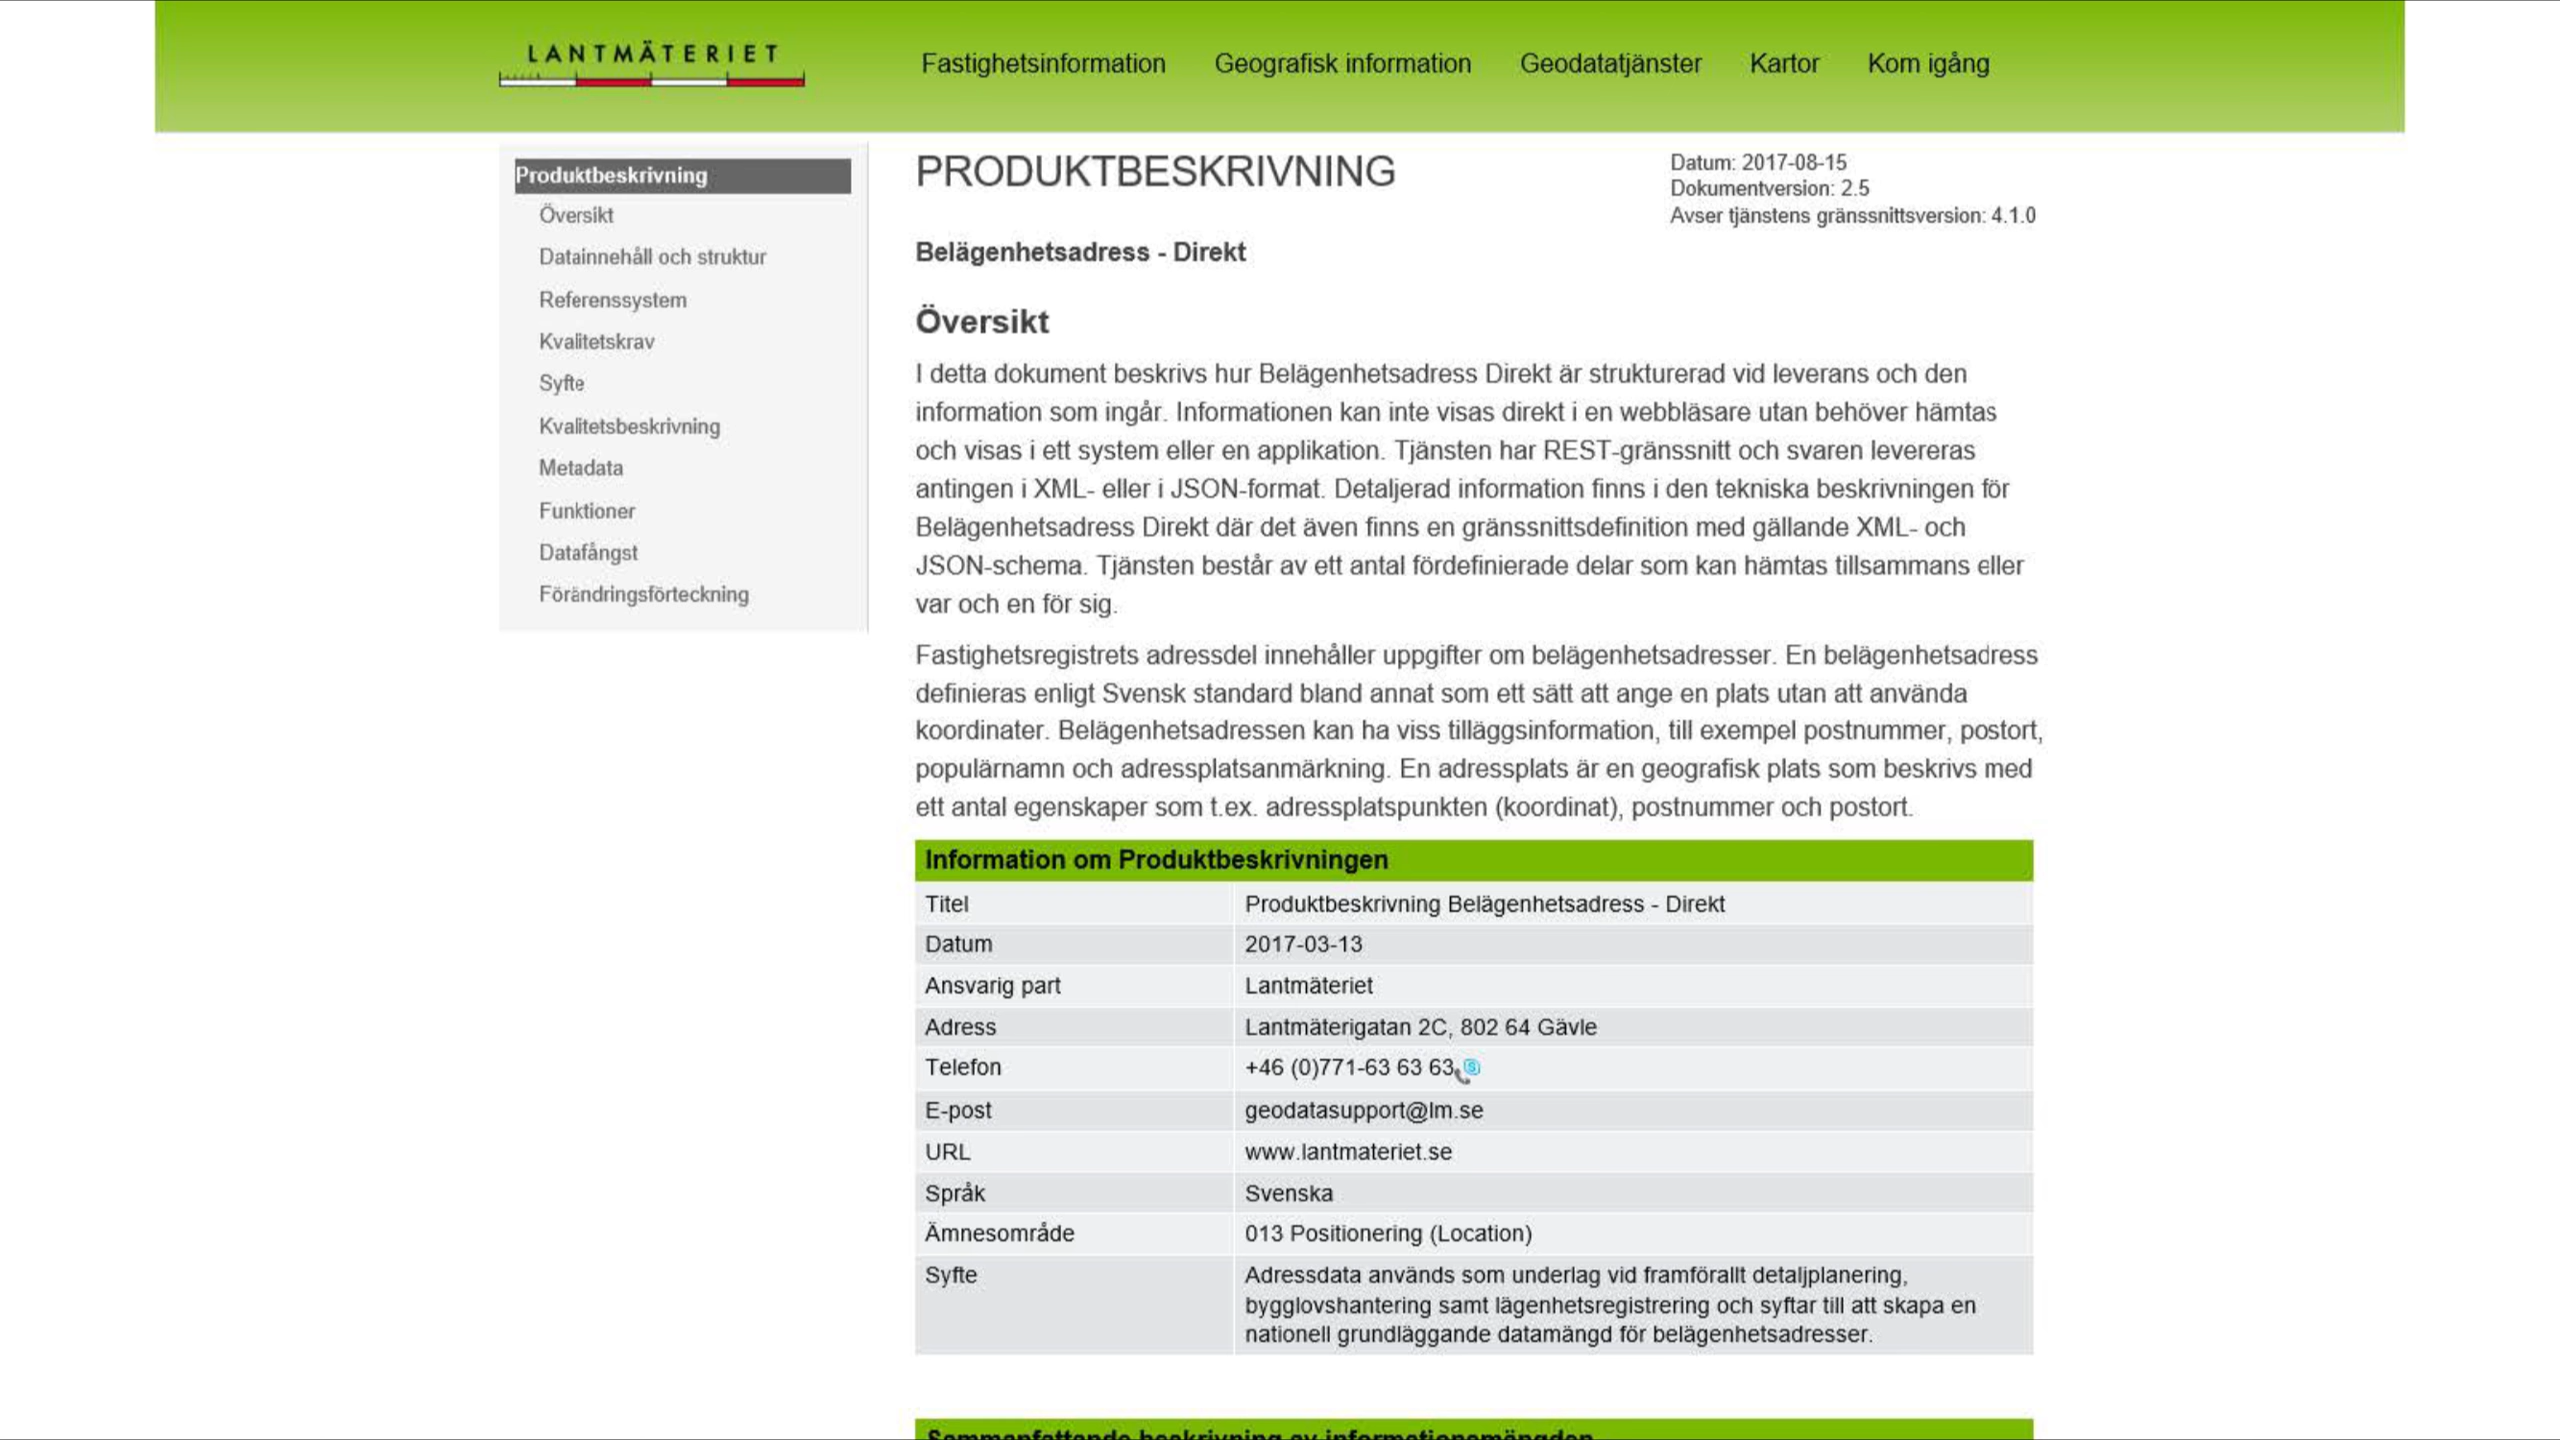 LANTMÄTERIET
Fastighetsinformation Geografisk information Geodatatjänster Kartor Kom igång
Produktbeskrivning
Översikt
Datainnehåll och struktur
Referenssystem
Kvalitetskrav
Syfte
Kvalitetsbeskrivning
Metadata
Funktioner
Datafångst
Förändringsförteckning
PRODUKTBESKRIVNING
Datum: 2017-08-15
Dokumentversion: 2.5
Avser tjänstens gränssnittsversion: 4.1.0
Belägenhetsadress - Direkt
Översikt
I detta dokument beskrivs hur Belägenhetsadress Direkt är strukturerad vid leverans och den
information som ingår. Informationen kan inte visas direkt i en webbläsare utan behöver hämtas
och visas i ett system eller en applikation. Tjänsten har REST-gränssnitt och svaren levereras
antingen i XML- eller i JSON-format. Detaljerad information finns i den tekniska beskrivningen för
Belägenhetsadress Direkt där det även finns en gränssnittsdefinition med gällande XML- och
JSON-schema. Tjänsten består av ett antal fördefinierade delar som kan hämtas tillsammans eller
var och en för sig.
Fastighetsregistrets adressdel innehåller uppgifter om belägenhetsadresser. En belägenhetsadress
definieras enligt Svensk standard bland annat som ett sätt att ange en plats utan att använda
koordinater. Belägenhetsadressen kan ha viss tilläggsinformation, till exempel postnummer, postort,
populärnamn och adressplatsanmärkning. En adressplats är en geografisk plats som beskrivs med
ett antal egenskaper som t.ex. adressplatspunkten (koordinat), postnummer och postort.
Information om Produktbeskrivningen
Titel Produktbeskrivning Belägenhetsadress - Direkt
Datum 2017-03-13
Ansvarig part Lantmäteriet
Adress Lantmäterigatan 2C, 802 64 Gävle
Telefon +46 (0)771-63 63 63
E-post geodatasupport@lm.se
URL www.lantmateriet.se
Språk Svenska
Ämnesområde 013 Positionering (Location)
Syfte Adressdata används som underlag vid framförallt detaljplanering,
bygglovshantering samt lägenhetsregistrering och syftar till att skapa en
nationell grundläggande datamängd för belägenhetsadresser.
Sammanfattande beskrivning av informationsmängden